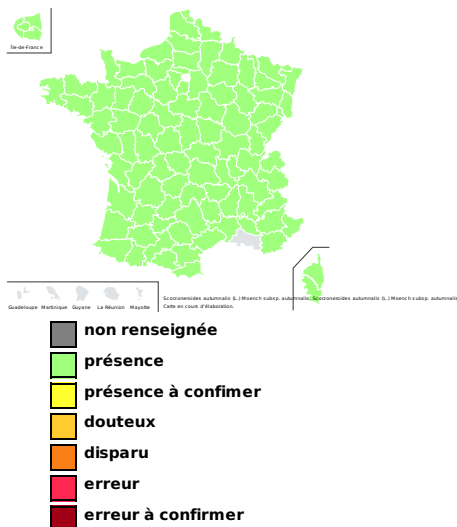 Île-de-France
Guadeloupe Martinique Guyane La Réunion Mayotte
Scorzoneroides autumnalis (L.) Moench subsp. autumnalis, Scorzoneroides autumnalis (L.) Moench subsp. autumnalis
Carte en cours d'élaboration.
non renseignée
présence
présence à confimer
douteux
disparu
erreur
erreur à confirmer